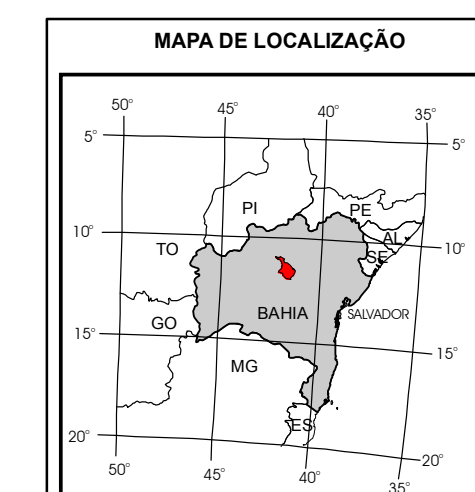 MAPA DE LOCALIZAÇÃO
50° 45° 40° 35°
5° 5°
PI PE
10° AL 10°
TO SE
BAHIA SALVADOR
GO
15° 15°
MG
ES
20° 20°
50° 45° 40° 35°